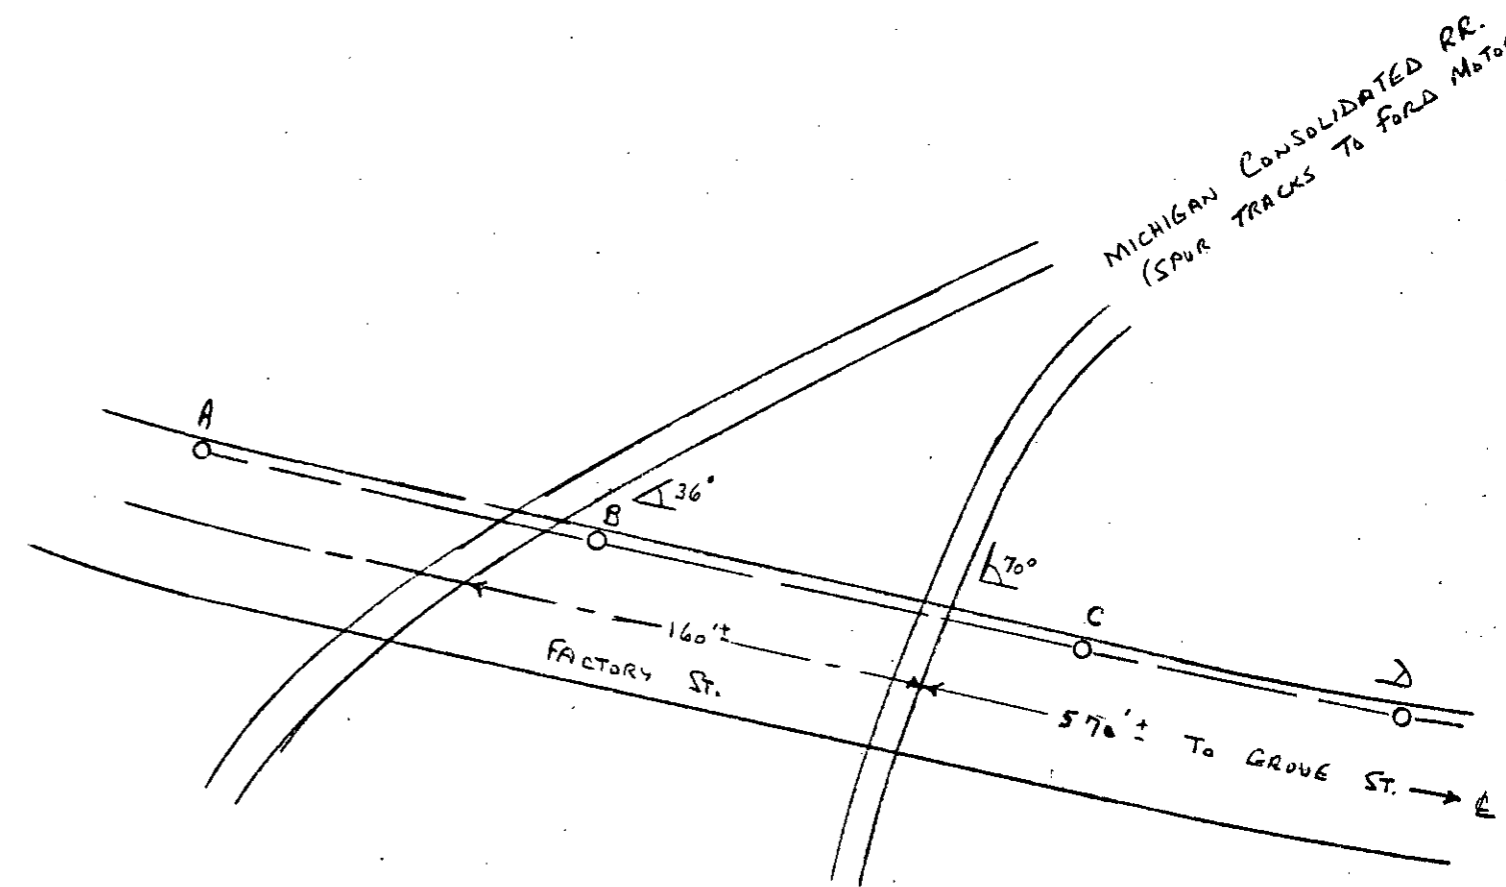 MICHIGAN CONSOLIDATED RR.
(SPUR TRACKS TO FORD MOTOR
A
B
36°
70°
C
D
160'±
FACTORY ST.
570'± TO GROVE ST. → ℄